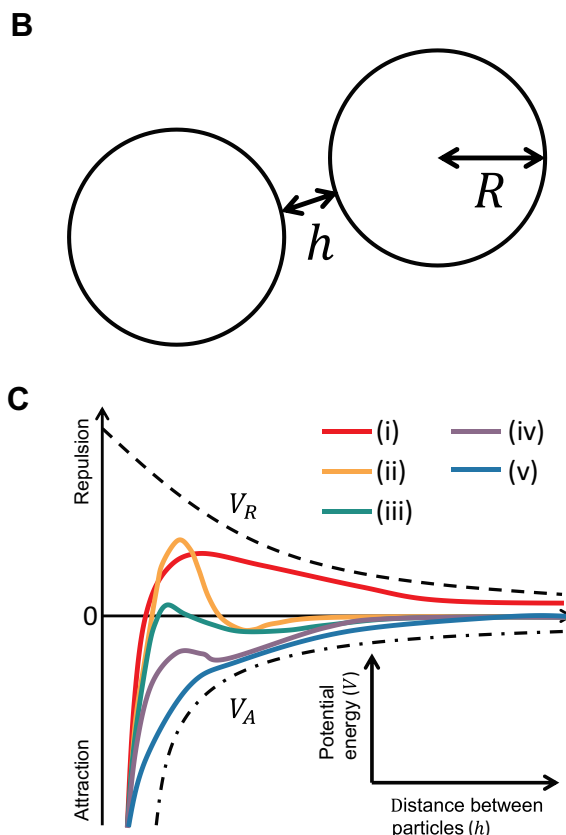 B
R
h
C
Repulsion
(i)
(iv)
(ii)
(v)
(iii)
V_R
0
V_A
Attraction
Potential
energy (V)
Distance between
particles (h)